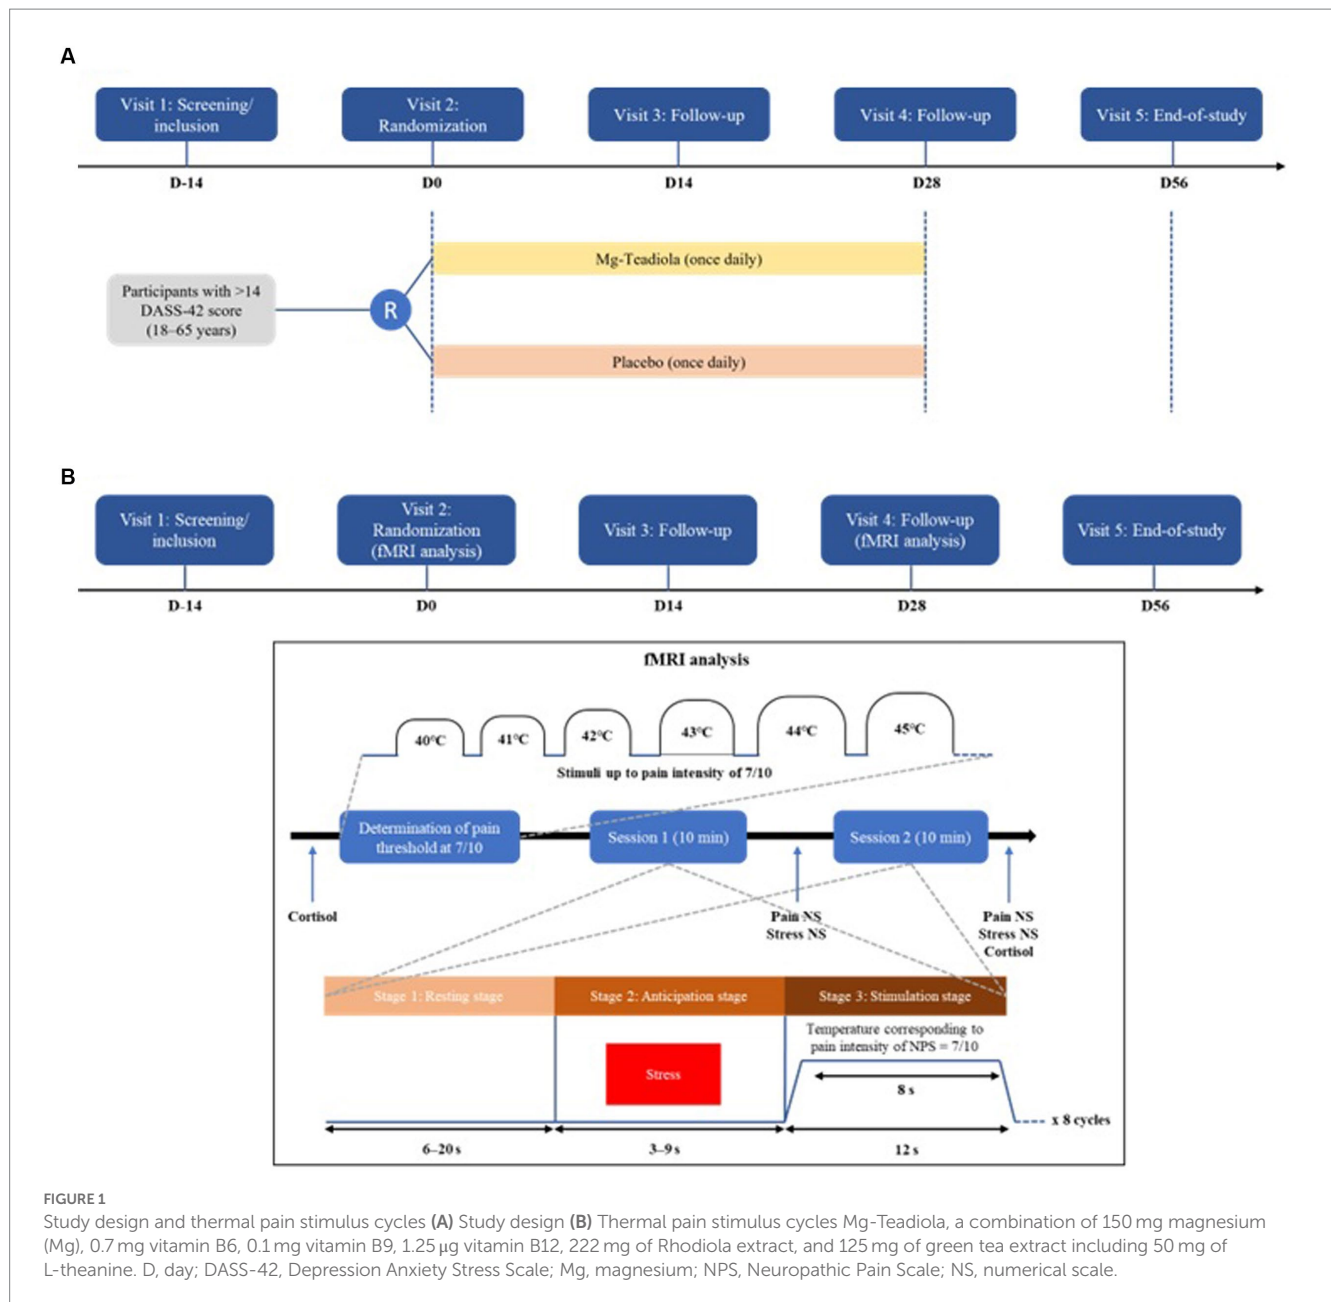 A
Visit 1: Screening/
inclusion
Visit 2:
Randomization
Visit 3: Follow-up
Visit 4: Follow-up
Visit 5: End-of-study
D-14
D0
D14
D28
D56
Mg-Teadiola (once daily)
Participants with >14
DASS-42 score
(18–65 years)
R
Placebo (once daily)
B
Visit 1: Screening/
inclusion
Visit 2:
Randomization
(fMRI analysis)
Visit 3: Follow-up
Visit 4: Follow-up
(fMRI analysis)
Visit 5: End-of-study
D-14
D0
D14
D28
D56
fMRI analysis
40°C
41°C
42°C
43°C
44°C
45°C
Stimuli up to pain intensity of 7/10
Determination of pain
threshold at 7/10
Session 1 (10 min)
Session 2 (10 min)
Cortisol
Pain NS
Stress NS
Pain NS
Stress NS
Cortisol
Stage 1: Resting stage
Stage 2: Anticipation stage
Stage 3: Stimulation stage
Temperature corresponding to
pain intensity of NPS = 7/10
Stress
8 s
x 8 cycles
6–20 s
3–9 s
12 s
FIGURE 1
Study design and thermal pain stimulus cycles (A) Study design (B) Thermal pain stimulus cycles Mg-Teadiola, a combination of 150 mg magnesium
(Mg), 0.7 mg vitamin B6, 0.1 mg vitamin B9, 1.25 μg vitamin B12, 222 mg of Rhodiola extract, and 125 mg of green tea extract including 50 mg of
L-theanine. D, day; DASS-42, Depression Anxiety Stress Scale; Mg, magnesium; NPS, Neuropathic Pain Scale; NS, numerical scale.